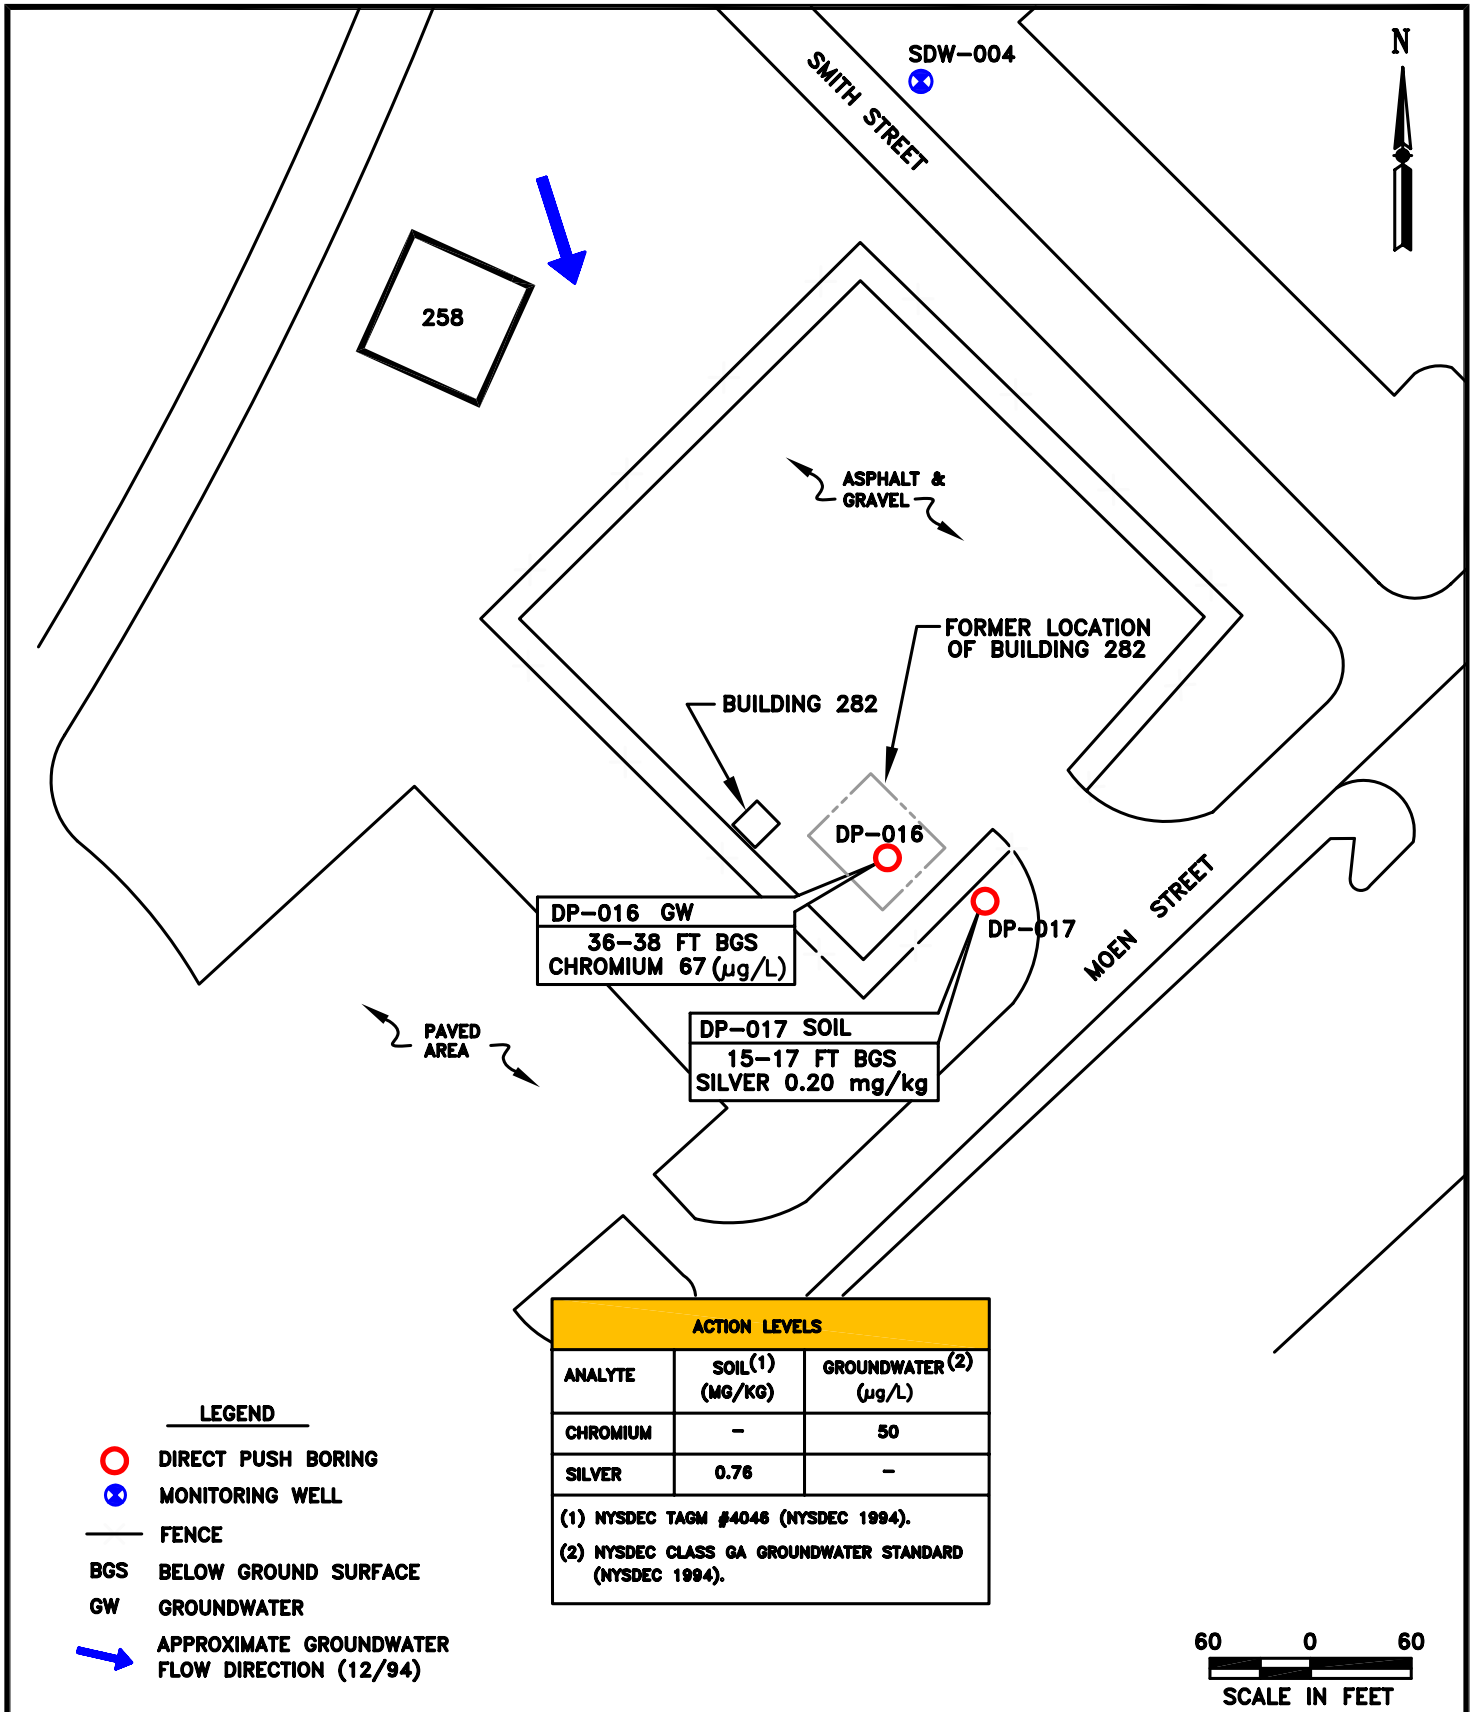 SDW-004
N
SMITH STREET
258
ASPHALT &
GRAVEL
FORMER LOCATION
OF BUILDING 282
BUILDING 282
DP-016
DP-016 GW
36-38 FT BGS
CHROMIUM 67 (µg/L)
DP-017
MOEN STREET
DP-017 SOIL
15-17 FT BGS
SILVER 0.20 mg/kg
PAVED
AREA
ACTION LEVELS
ANALYTE SOIL(1) (MG/KG) GROUNDWATER(2) (µg/L)
CHROMIUM - 50
SILVER 0.76 -
(1) NYSDEC TAGM #4046 (NYSDEC 1994).
(2) NYSDEC CLASS GA GROUNDWATER STANDARD
(NYSDEC 1994).
LEGEND
DIRECT PUSH BORING
MONITORING WELL
FENCE
BGS BELOW GROUND SURFACE
GW GROUNDWATER
APPROXIMATE GROUNDWATER
FLOW DIRECTION (12/94)
60 0 60
SCALE IN FEET